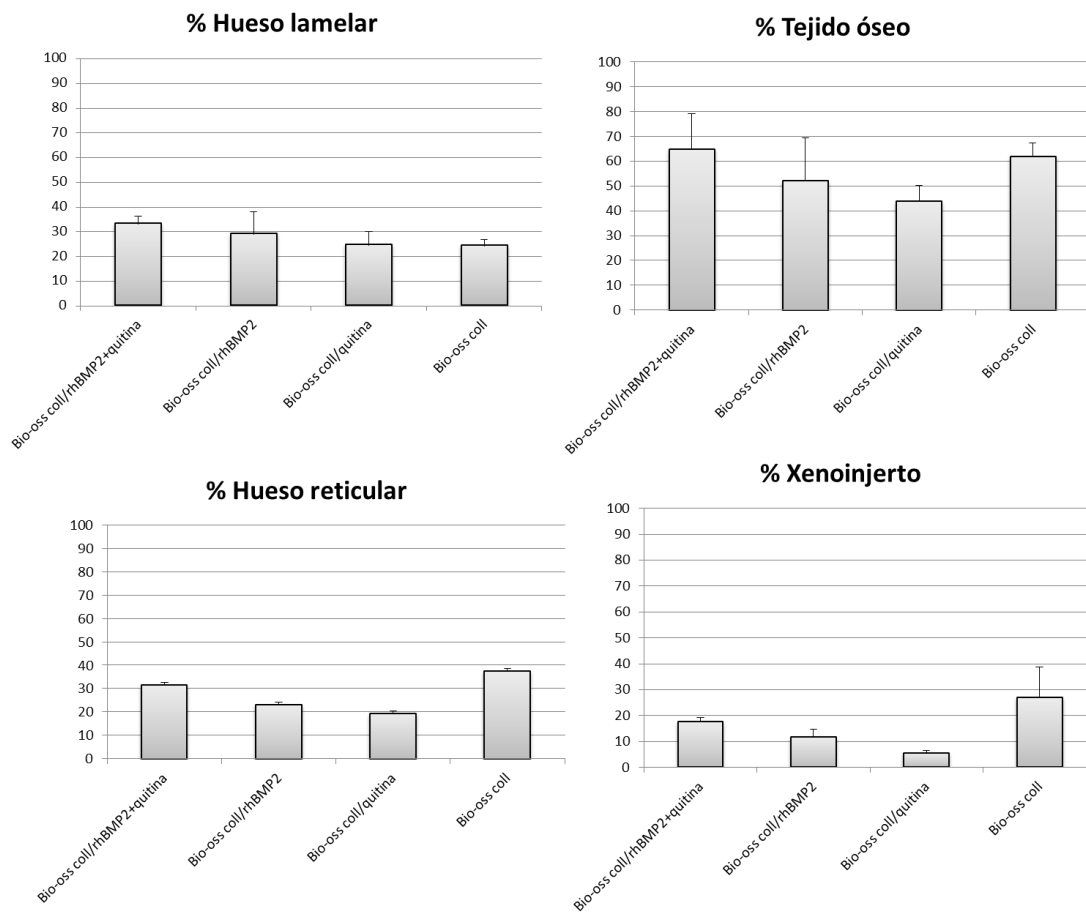 % Hueso lamelar
100
90
80
70
60
50
40
30
20
10
0
Bio-oss coll/rhBMP2+quitina
Bio-oss coll/rhBMP2
Bio-oss coll/quitina
Bio-oss coll
% Tejido óseo
100
90
80
70
60
50
40
30
20
10
0
Bio-oss coll/rhBMP2+quitina
Bio-oss coll/rhBMP2
Bio-oss coll/quitina
Bio-oss coll
% Hueso reticular
100
90
80
70
60
50
40
30
20
10
0
Bio-oss coll/rhBMP2+quitina
Bio-oss coll/rhBMP2
Bio-oss coll/quitina
Bio-oss coll
% Xenoinjerto
100
90
80
70
60
50
40
30
20
10
0
Bio-oss coll/rhBMP2+quitina
Bio-oss coll/rhBMP2
Bio-oss coll/quitina
Bio-oss coll